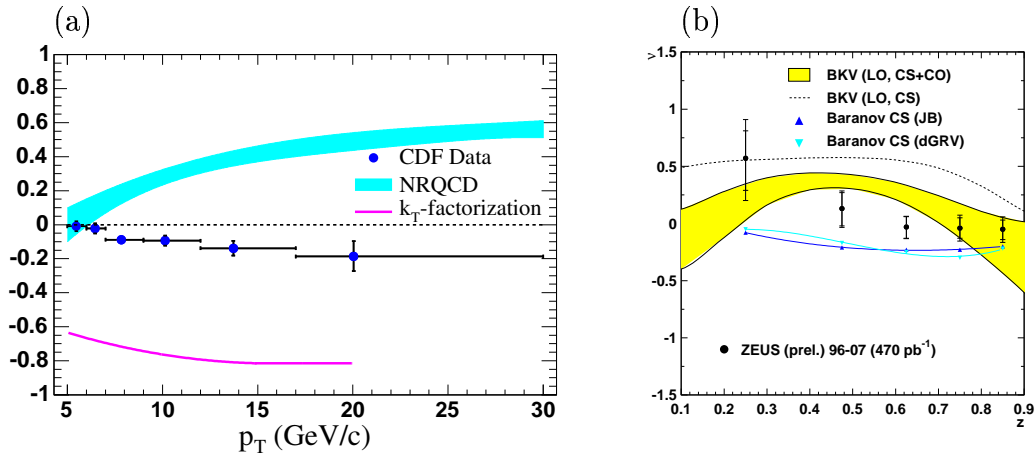 (a)
(b)
1
0.8
0.6
0.4
0.2
0
-0.2
-0.4
-0.6
-0.8
-1
5
10
15
20
25
30
p_T (GeV/c)
CDF Data
NRQCD
k_T-factorization
ν
1.5
1
0.5
0
-0.5
-1
-1.5
0.1
0.2
0.3
0.4
0.5
0.6
0.7
0.8
0.9
z
BKV (LO, CS+CO)
BKV (LO, CS)
Baranov CS (JB)
Baranov CS (dGRV)
ZEUS (prel.) 96-07 (470 pb⁻¹)